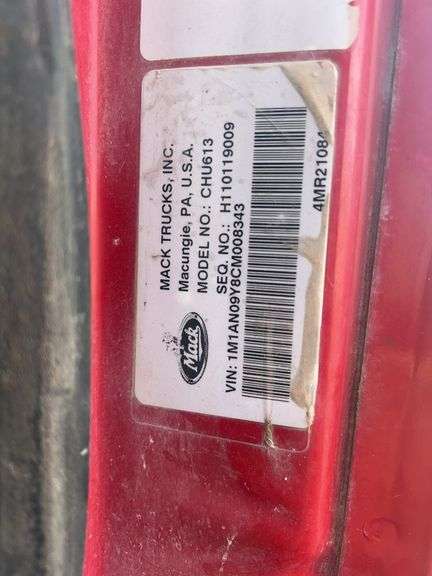 MACK TRUCKS, INC.
Macungie, PA, U.S.A.
MODEL NO.: CHU613
SEQ. NO.: H110119009
Mack
VIN: 1M1AN09Y8CM008343
4MR21084